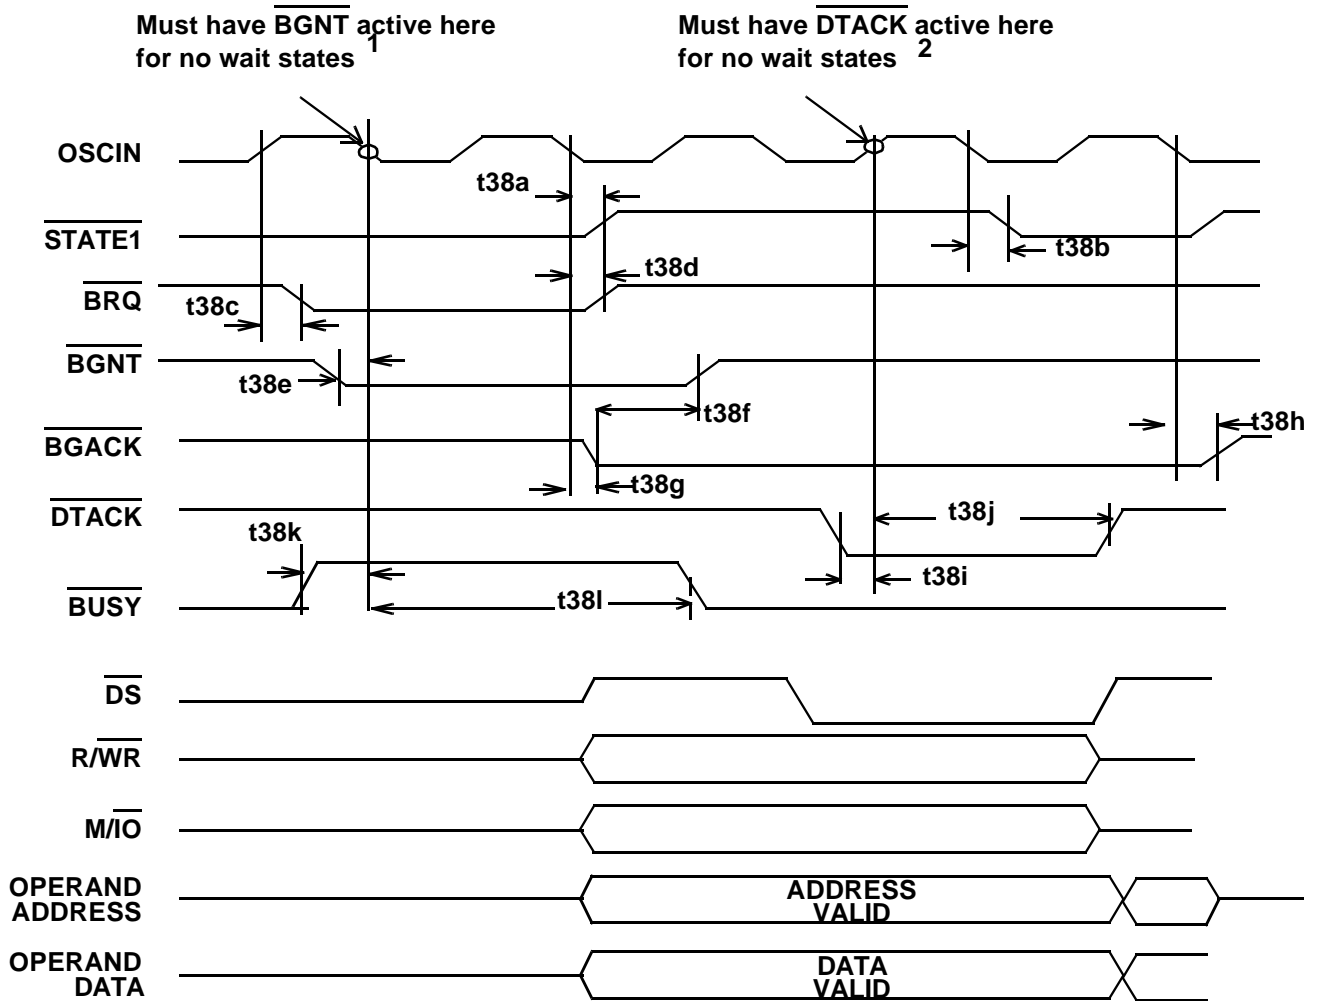 Must have BGNT active here
for no wait states 1
Must have DTACK active here
for no wait states 2
OSCIN
t38a
STATE1
t38b
t38d
BRQ
t38c
BGNT
t38e
t38f
t38h
BGACK
t38g
DTACK
t38j
t38k
t38i
BUSY
t38l
DS
R/WR
M/IO
OPERAND
ADDRESS
ADDRESS
VALID
OPERAND
DATA
DATA
VALID